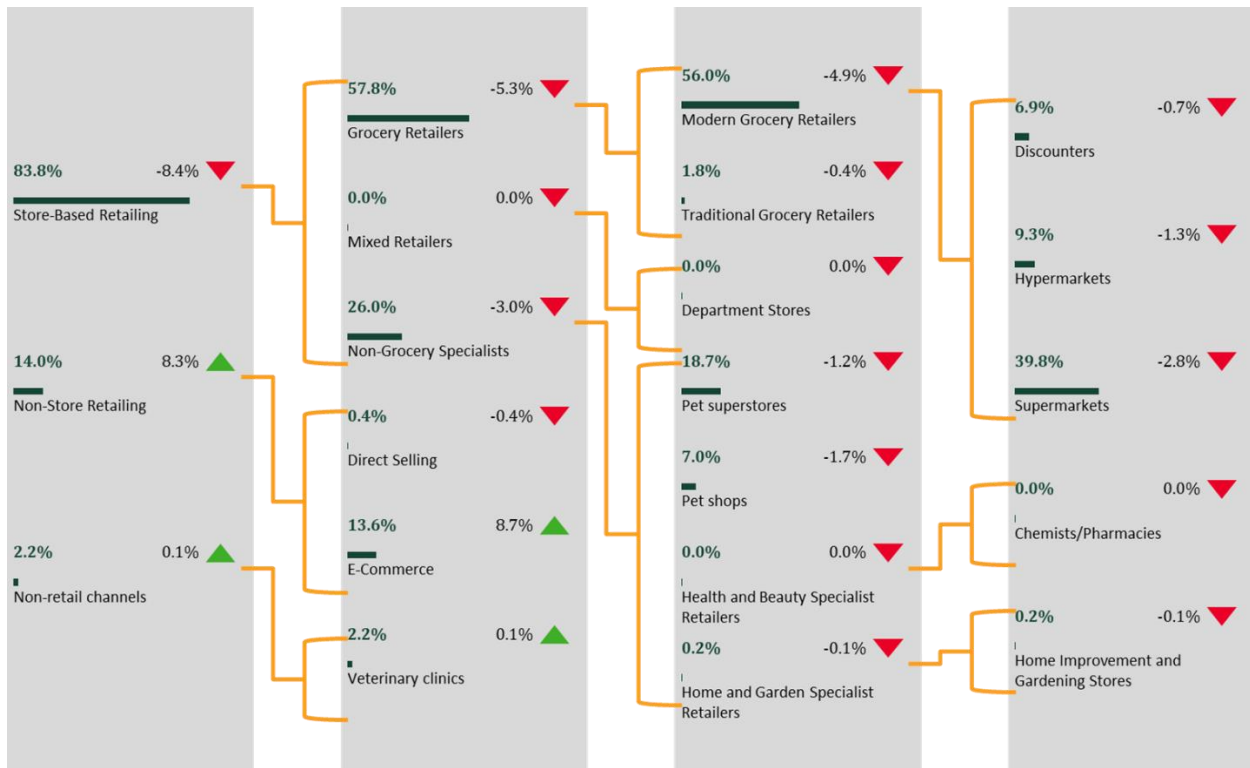 83.8% -8.4%
Store-Based Retailing
14.0% 8.3%
Non-Store Retailing
2.2% 0.1%
Non-retail channels
57.8% -5.3%
Grocery Retailers
0.0% 0.0%
Mixed Retailers
26.0% -3.0%
Non-Grocery Specialists
0.4% -0.4%
Direct Selling
13.6% 8.7%
E-Commerce
2.2% 0.1%
Veterinary clinics
56.0% -4.9%
Modern Grocery Retailers
1.8% -0.4%
Traditional Grocery Retailers
0.0% 0.0%
Department Stores
18.7% -1.2%
Pet superstores
7.0% -1.7%
Pet shops
0.0% 0.0%
Health and Beauty Specialist
Retailers
0.2% -0.1%
Home and Garden Specialist
Retailers
6.9% -0.7%
Discounters
9.3% -1.3%
Hypermarkets
39.8% -2.8%
Supermarkets
0.0% 0.0%
Chemists/Pharmacies
0.2% -0.1%
Home Improvement and
Gardening Stores